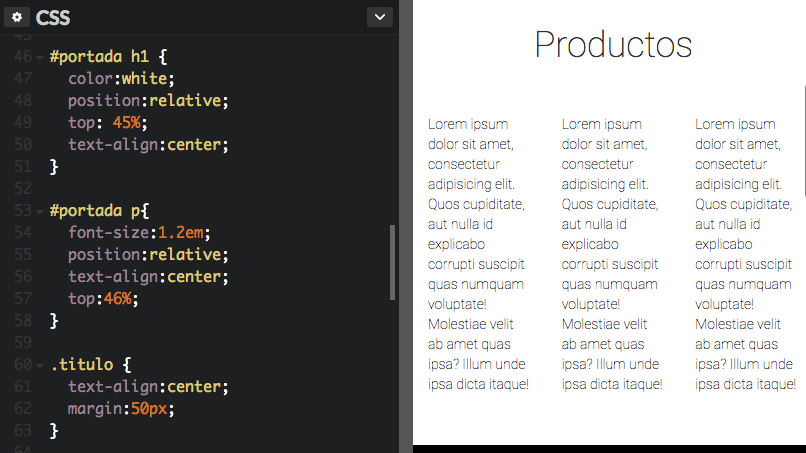 CSS
45
46 #portada h1 {
47 color:white;
48 position:relative;
49 top: 45%;
50 text-align:center;
51 }
52
53 #portada p{
54 font-size:1.2em;
55 position:relative;
56 text-align:center;
57 top:46%;
58 }
59
60 .titulo {
61 text-align:center;
62 margin:50px;
63 }
64
Productos
Lorem ipsum
dolor sit amet,
consectetur
adipisicing elit.
Quos cupiditate,
aut nulla id
explicabo
corrupti suscipit
quas numquam
voluptate!
Molestiae velit
ab amet quas
ipsa? Illum unde
ipsa dicta itaque!
Lorem ipsum
dolor sit amet,
consectetur
adipisicing elit.
Quos cupiditate,
aut nulla id
explicabo
corrupti suscipit
quas numquam
voluptate!
Molestiae velit
ab amet quas
ipsa? Illum unde
ipsa dicta itaque!
Lorem ipsum
dolor sit amet,
consectetur
adipisicing elit.
Quos cupiditate,
aut nulla id
explicabo
corrupti suscipit
quas numquam
voluptate!
Molestiae velit
ab amet quas
ipsa? Illum unde
ipsa dicta itaque!